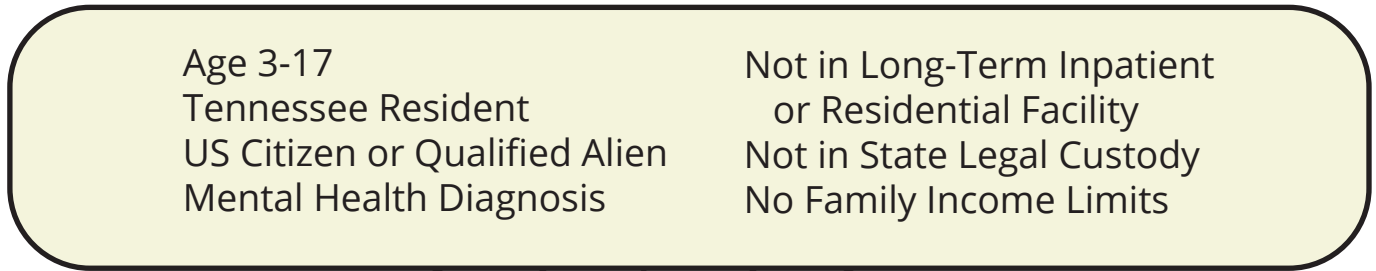 Age 3-17
Tennessee Resident
US Citizen or Qualified Alien
Mental Health Diagnosis
Not in Long-Term Inpatient
or Residential Facility
Not in State Legal Custody
No Family Income Limits